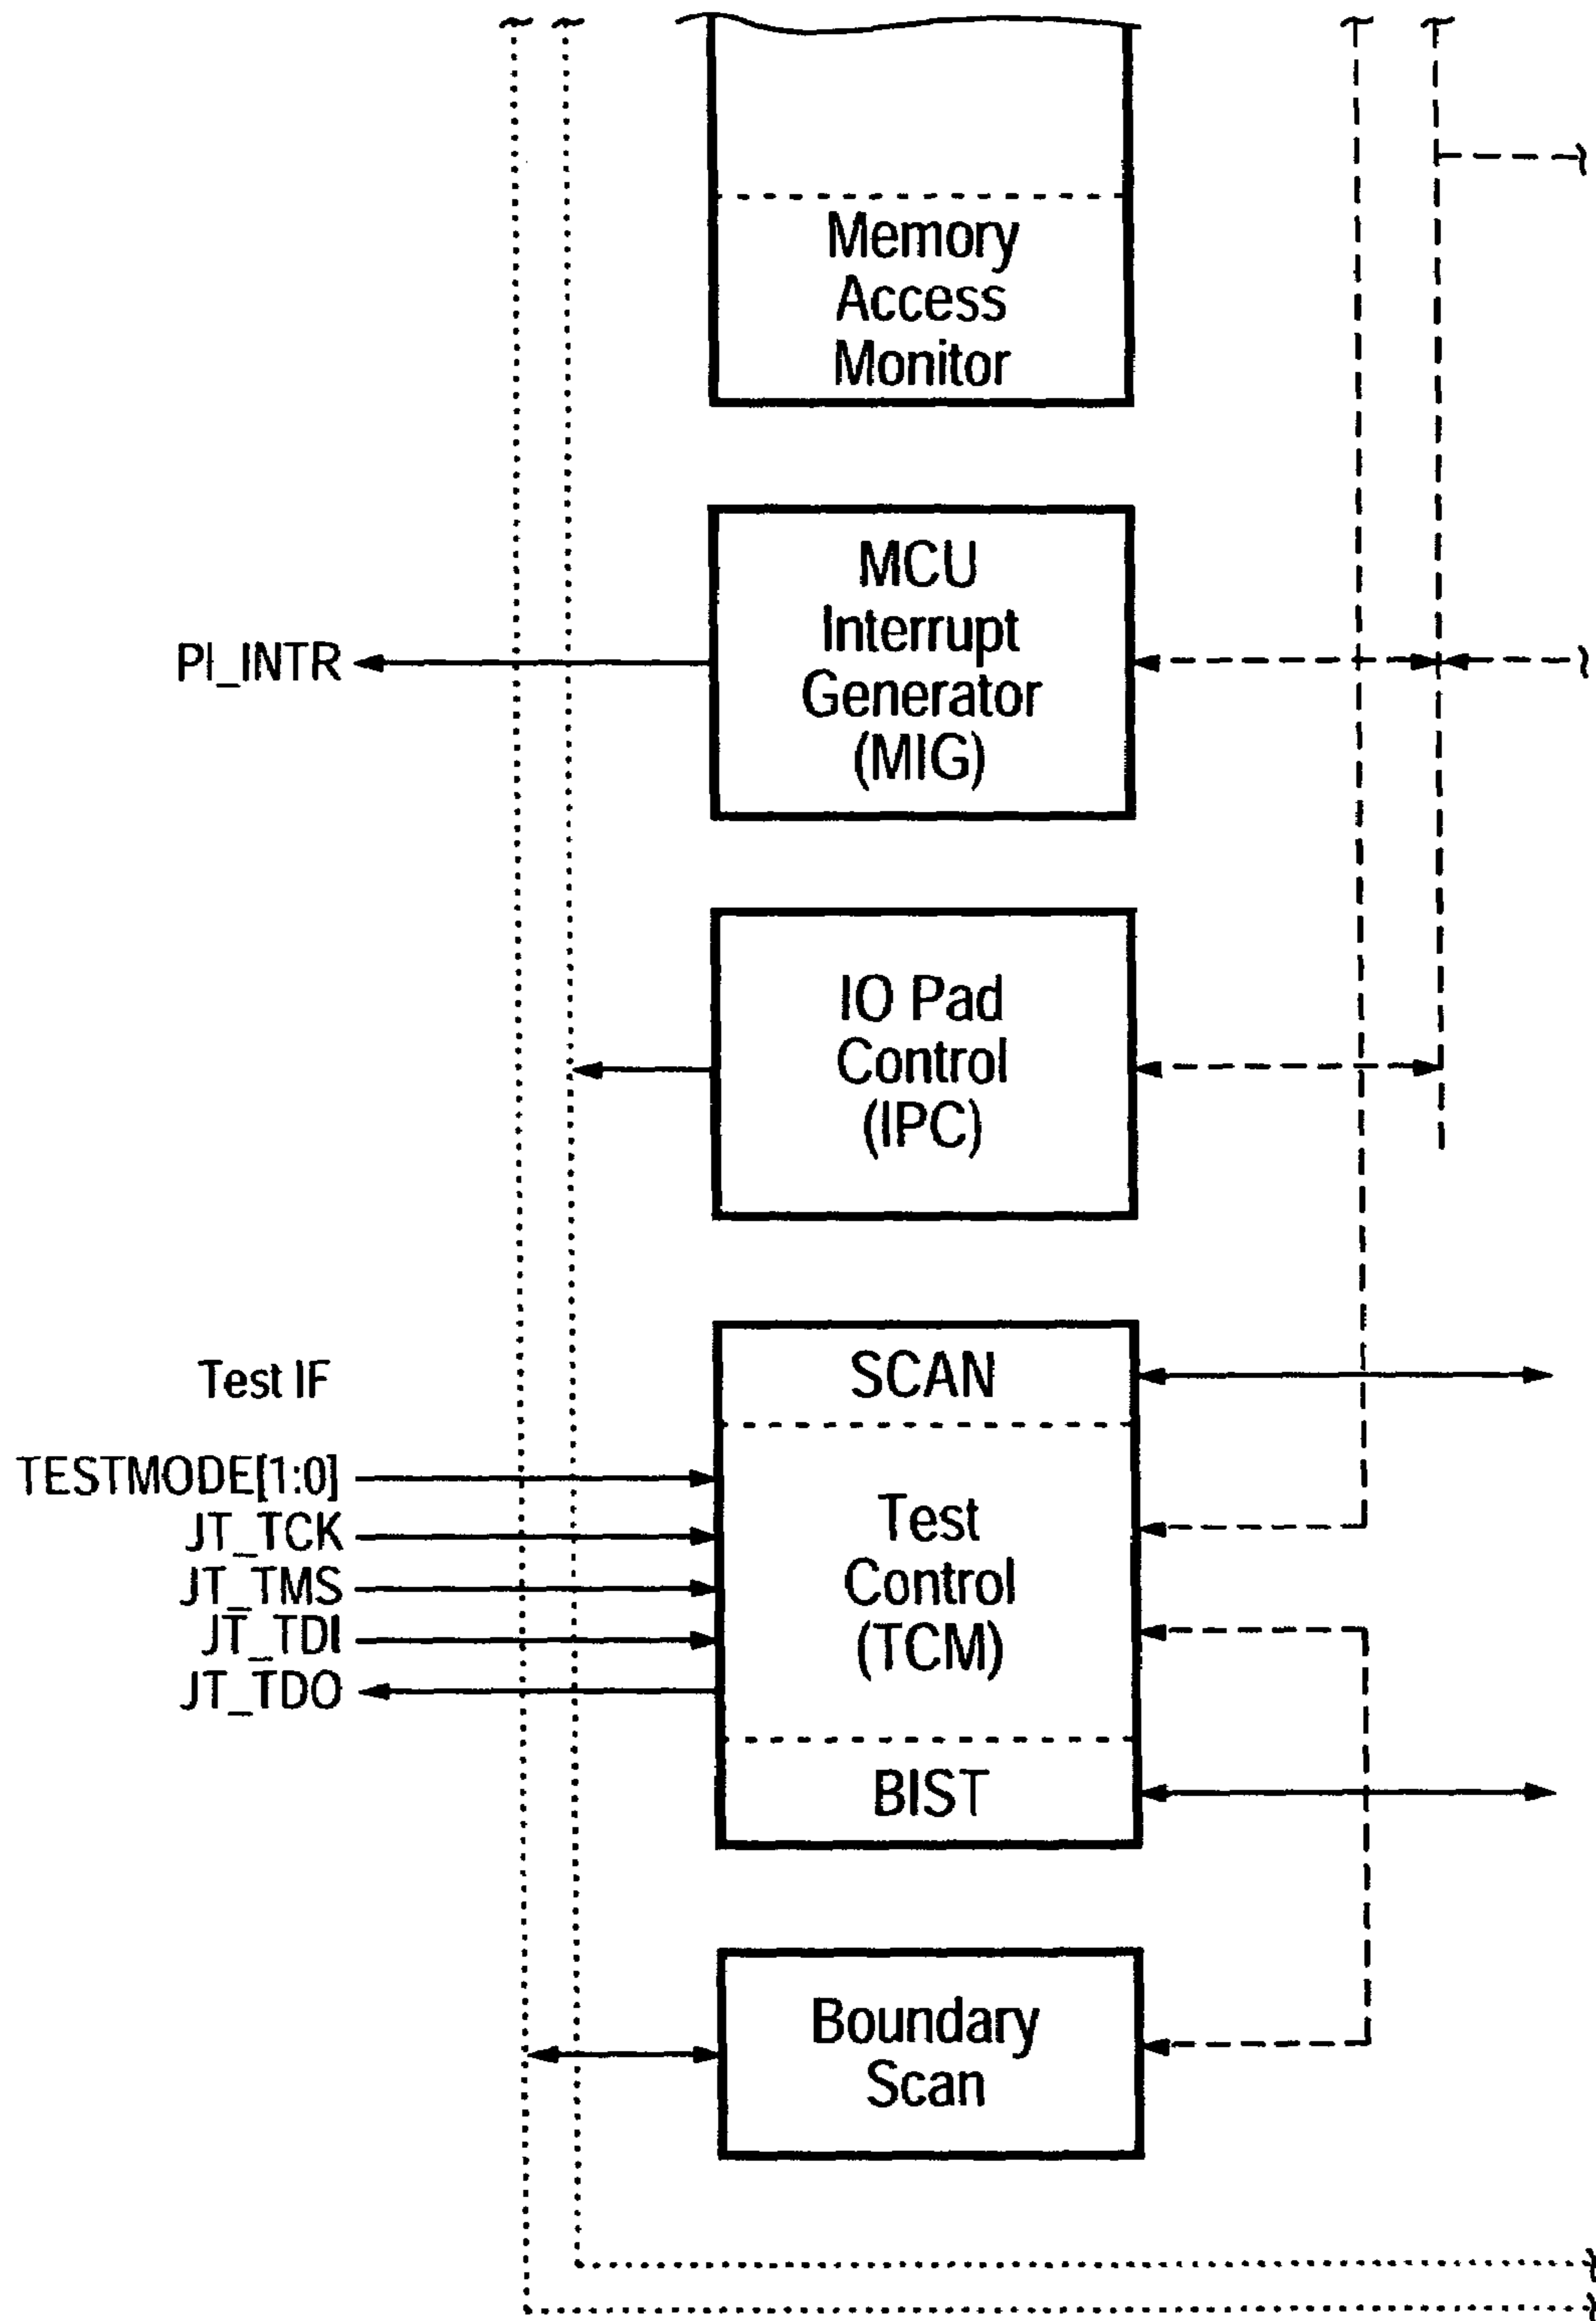 Memory
Access
Monitor
MCU
Interrupt
Generator
(MIG)
PI_INTR
IO Pad
Control
(IPC)
Test IF
TESTMODE[1:0]
JT_TCK
JT_TMS
JT_TDI
JT_TDO
SCAN
Test
Control
(TCM)
BIST
Boundary
Scan